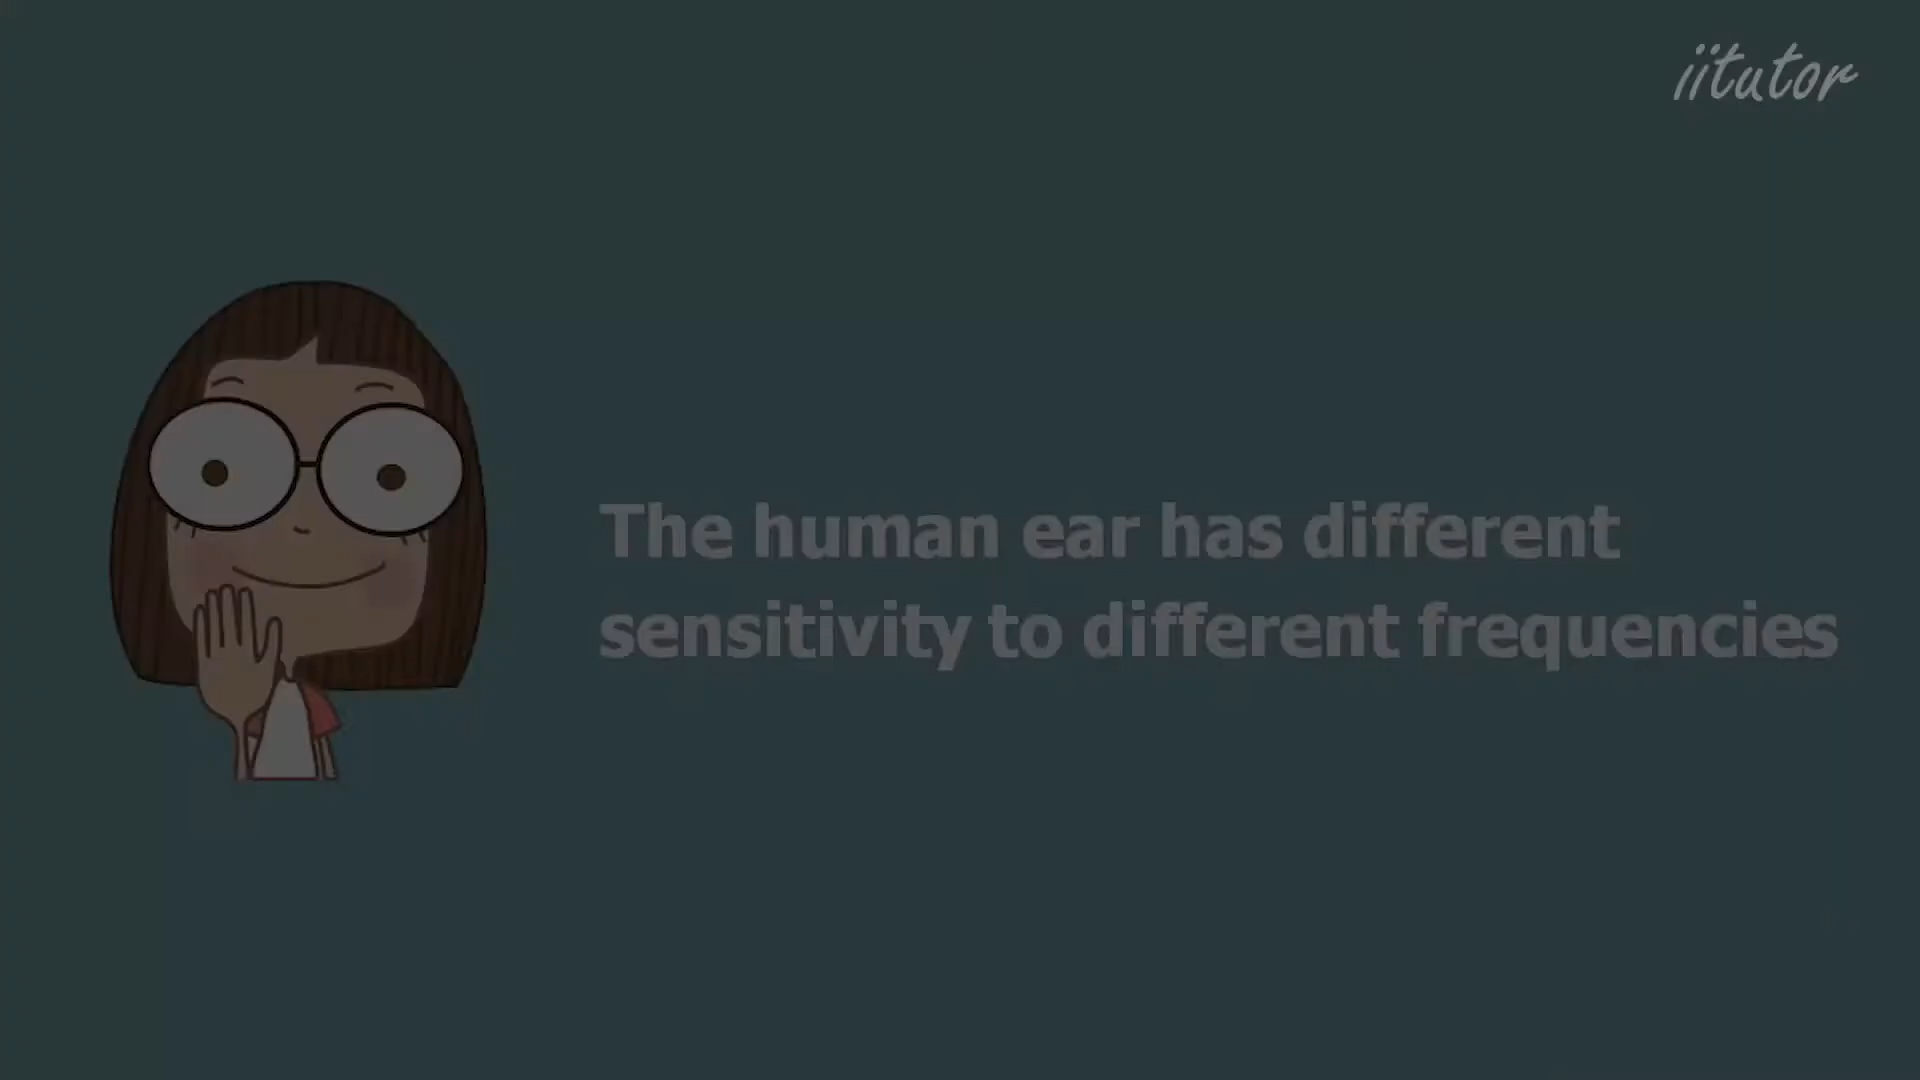 iitutor
The human ear has different
sensitivity to different frequencies